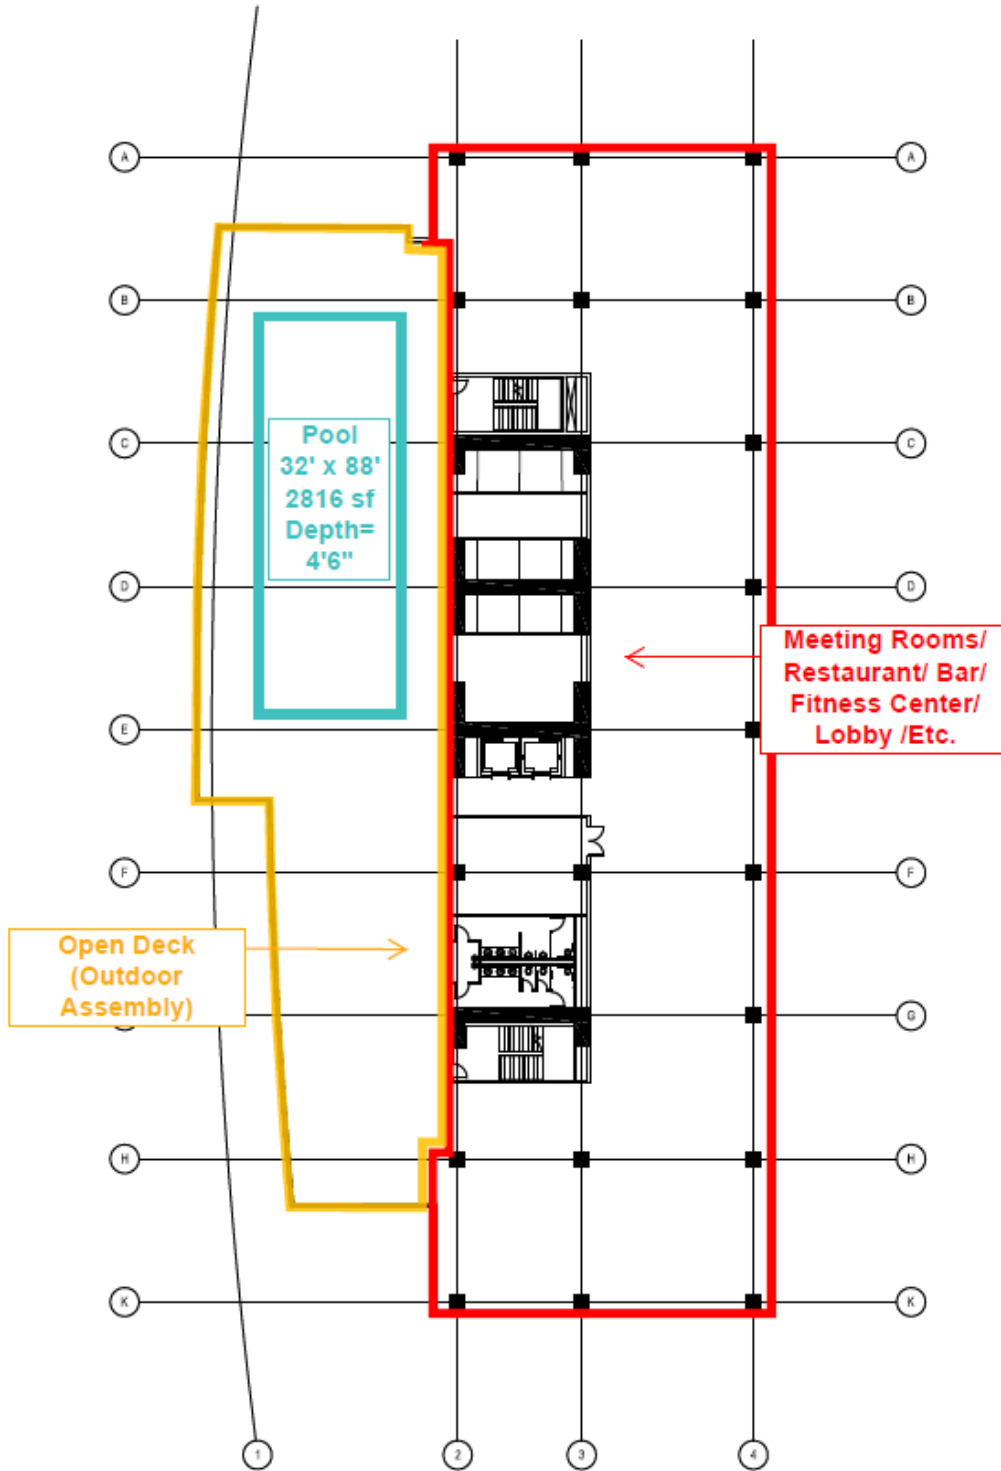 A
A
B
B
Pool
32' x 88'
2816 sf
Depth=
4'6"
C
C
D
D
Meeting Rooms/
Restaurant/ Bar/
Fitness Center/
Lobby /Etc.
E
F
F
Open Deck
(Outdoor
Assembly)
G
H
H
K
K
1
2
3
4